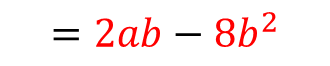 = 2ab − 8b²